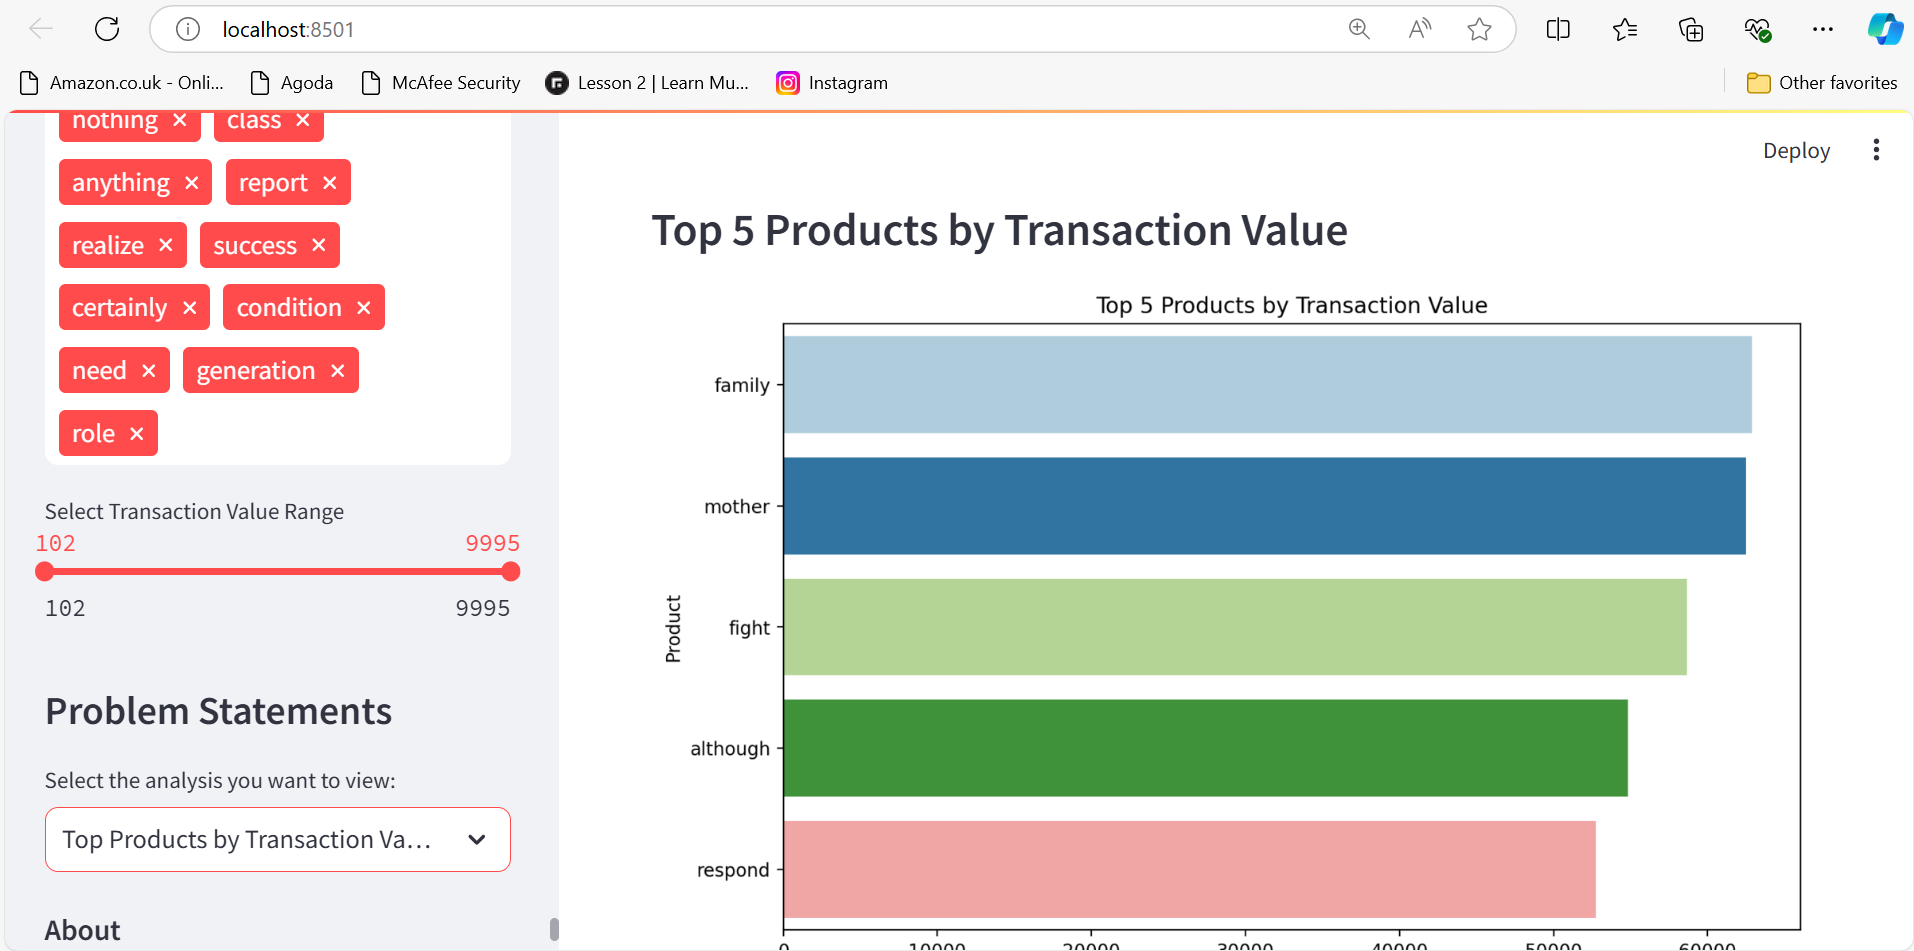 localhost:8501
Amazon.co.uk - Onli...
Agoda
McAfee Security
Lesson 2 | Learn Mu...
Instagram
Other favorites
nothing × class ×
anything × report ×
realize × success ×
certainly × condition ×
need × generation ×
role ×
Select Transaction Value Range
102 9995
102 9995
Problem Statements
Select the analysis you want to view:
Top Products by Transaction Va...
About
Deploy
Top 5 Products by Transaction Value
Top 5 Products by Transaction Value
family
mother
fight
although
respond
Product
0 10000 20000 30000 40000 50000 60000